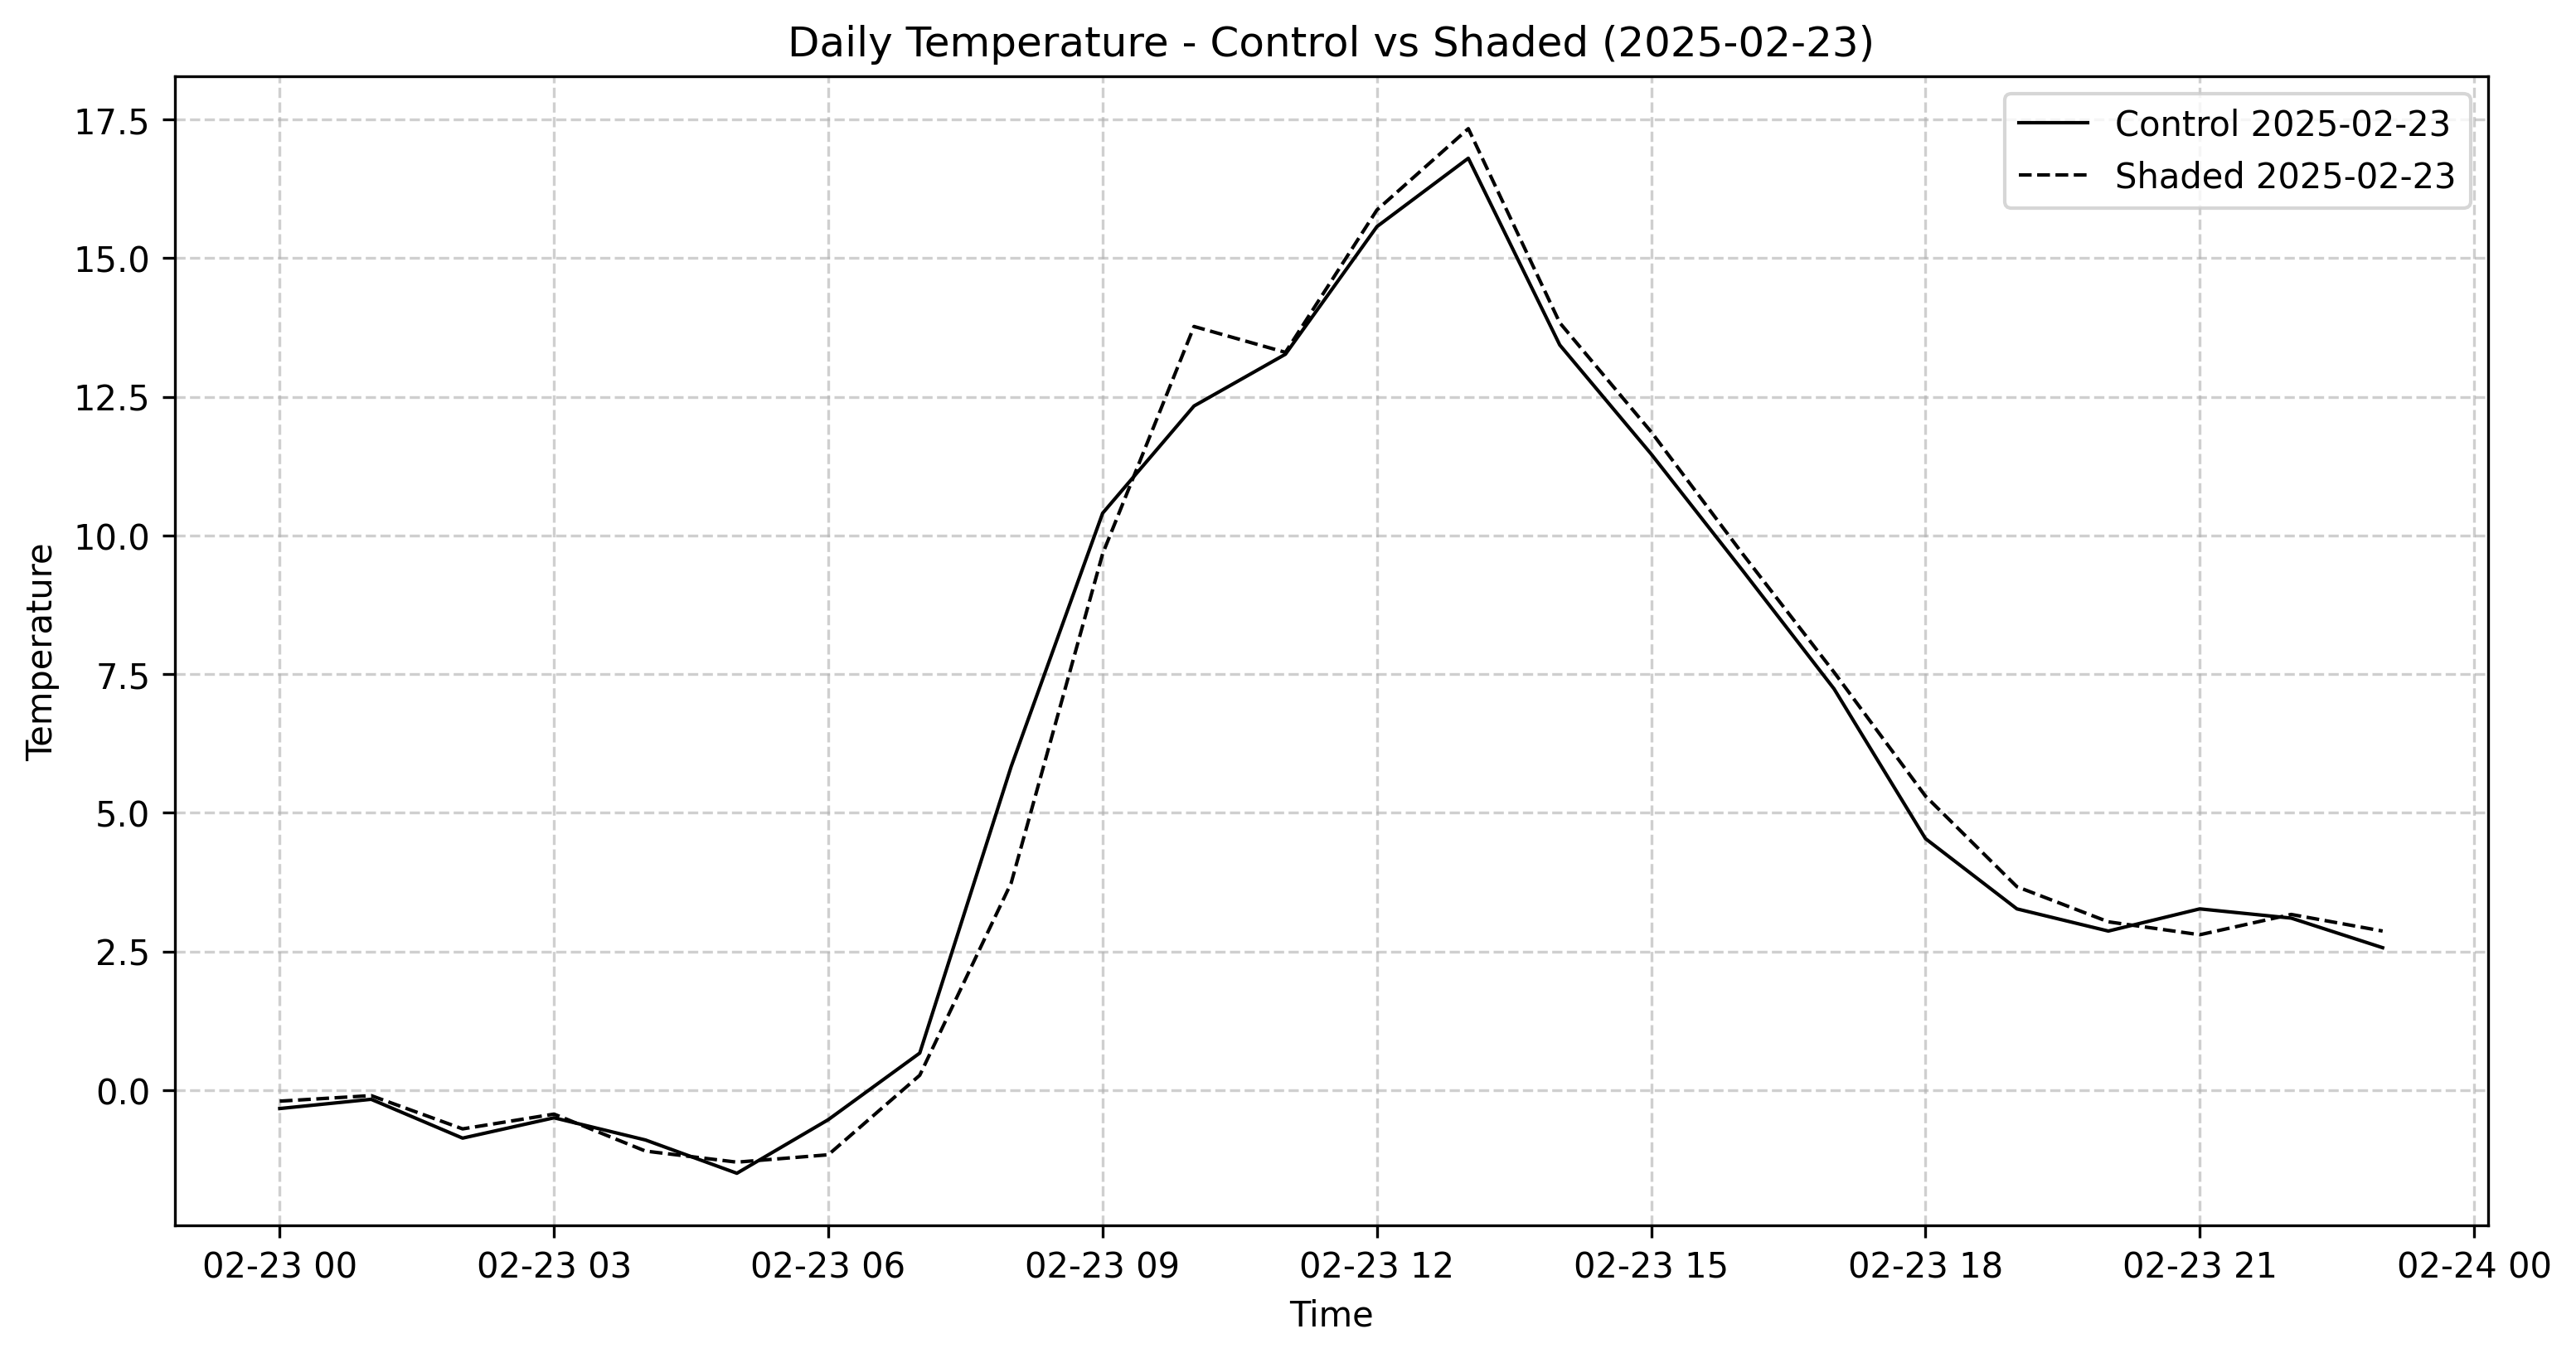 Daily Temperature - Control vs Shaded (2025-02-23)
Control 2025-02-23
Shaded 2025-02-23
Temperature
17.5
15.0
12.5
10.0
7.5
5.0
2.5
0.0
02-23 00 02-23 03 02-23 06 02-23 09 02-23 12 02-23 15 02-23 18 02-23 21 02-24 00
Time